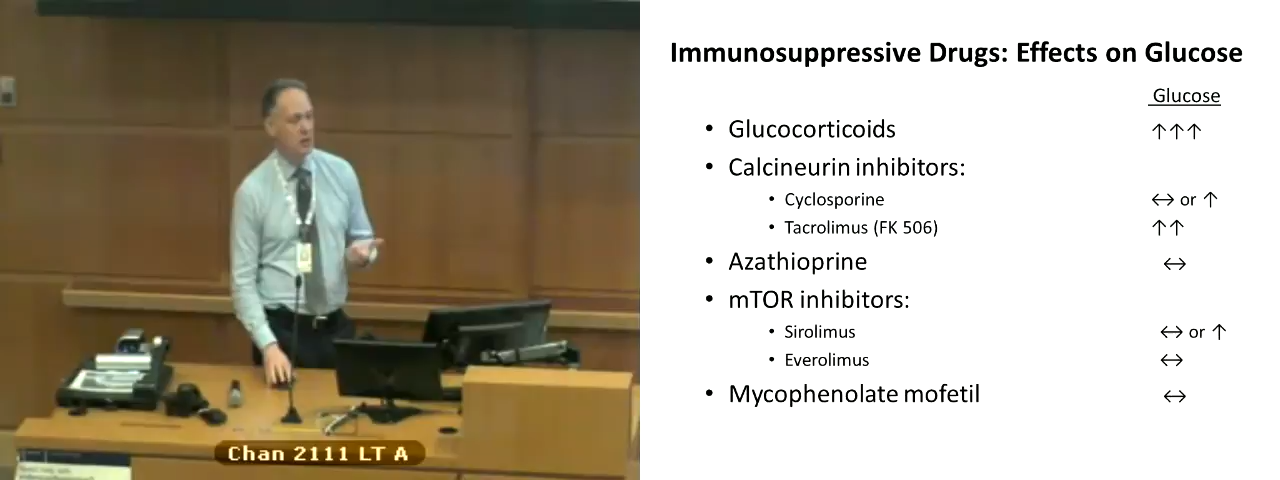 Immunosuppressive Drugs: Effects on Glucose
Glucose
• Glucocorticoids ↑↑↑
• Calcineurin inhibitors:
• Cyclosporine ↔ or ↑
• Tacrolimus (FK 506) ↑↑
• Azathioprine ↔
• mTOR inhibitors:
• Sirolimus ↔ or ↑
• Everolimus ↔
• Mycophenolate mofetil ↔
Chan 2111 LT A